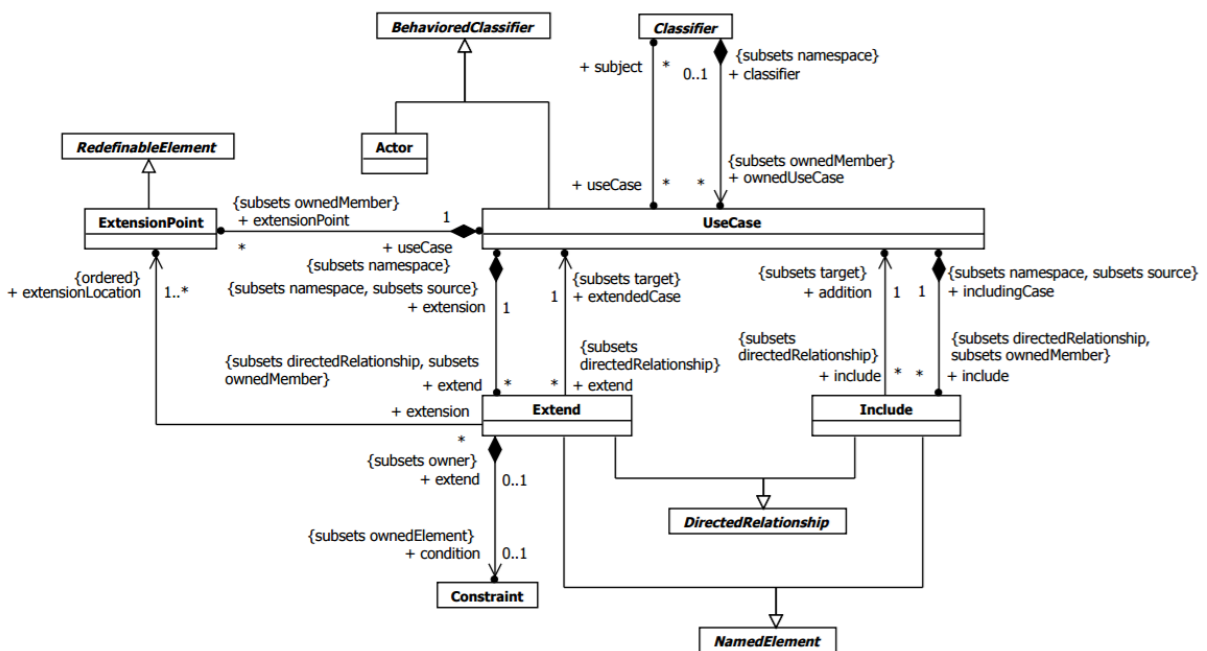 BehavioredClassifier
Classifier
{subsets namespace}
+ subject
*
0..1
+ classifier
RedefinableElement
Actor
{subsets ownedMember}
+ useCase
*
*
+ ownedUseCase
{subsets ownedMember}
+ extensionPoint
1
ExtensionPoint
UseCase
*
+ useCase
{subsets namespace}
{ordered}
+ extensionLocation
1..*
{subsets namespace, subsets source}
+ extension
1
{subsets target}
1
+ extendedCase
{subsets target}
+ addition
1
1
{subsets namespace, subsets source}
+ includingCase
{subsets directedRelationship, subsets
ownedMember}
+ extend
*
{subsets
directedRelationship}
*
+ extend
{subsets
directedRelationship}
+ include
*
*
{subsets directedRelationship,
subsets ownedMember}
+ include
+ extension
*
Extend
Include
{subsets owner}
+ extend
0..1
DirectedRelationship
{subsets ownedElement}
+ condition
0..1
Constraint
NamedElement